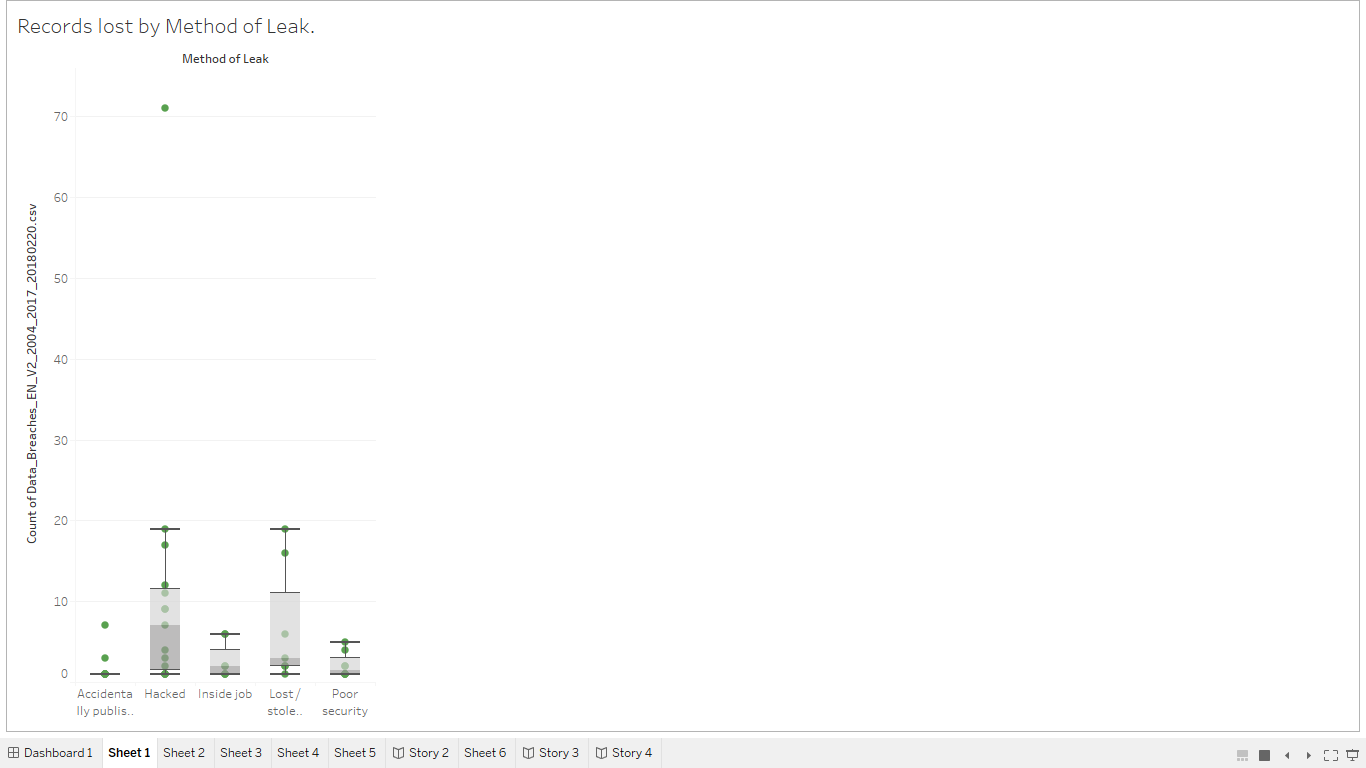 Records lost by Method of Leak.
Method of Leak
Count of Data_Breaches_EN_V2_2004_2017_20180220.csv
70
60
50
40
30
20
10
0
Accidenta
lly publis..
Hacked
Inside job
Lost /
stole..
Poor
security
Dashboard 1 Sheet 1 Sheet 2 Sheet 3 Sheet 4 Sheet 5 Story 2 Sheet 6 Story 3 Story 4